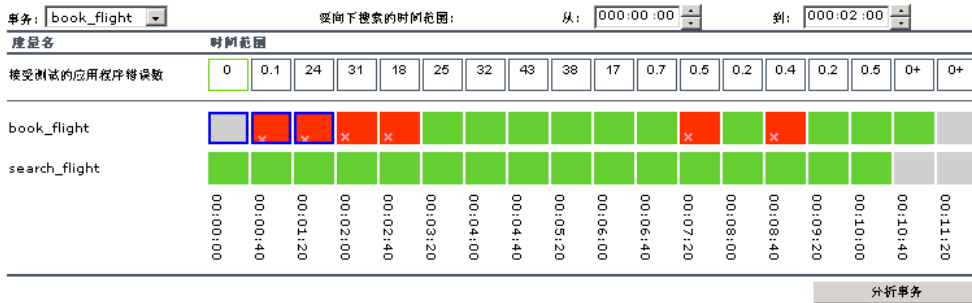 事务: book_flight 竖向下搜索的时间范围: 从: 000:00 :00 到: 000:02 :00
度量名 时间范围
接受测试的应用程序错误数 0 0.1 24 31 18 25 32 43 38 17 0.7 0.5 0.2 0.4 0.2 0.5 0+ 0+
book_flight
search_flight
00:00:00 00:00:40 00:01:20 00:02:00 00:02:40 00:03:20 00:04:00 00:04:40 00:05:20 00:06:00 00:06:40 00:07:20 00:08:00 00:08:40 00:09:20 00:10:00 00:10:40 00:11:20
分析事务